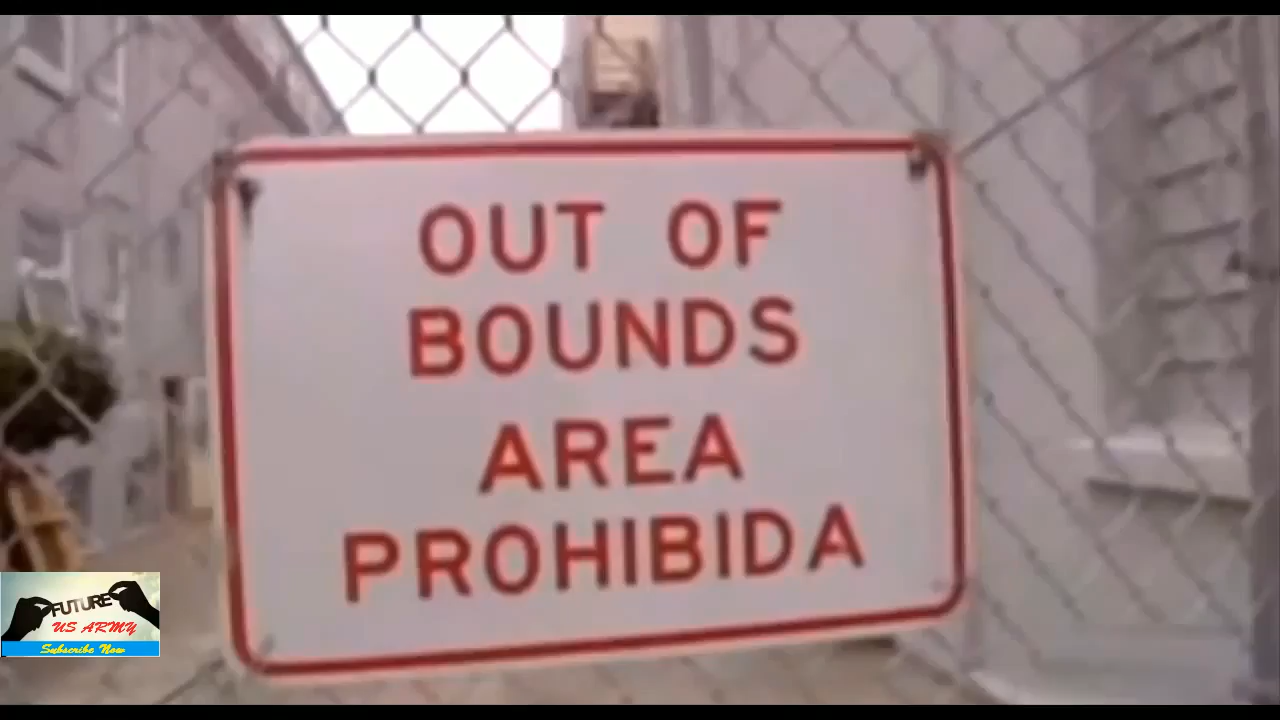 OUT OF
BOUNDS
AREA
PROHIBIDA
FUTURE
US ARMY
Subscribe Now